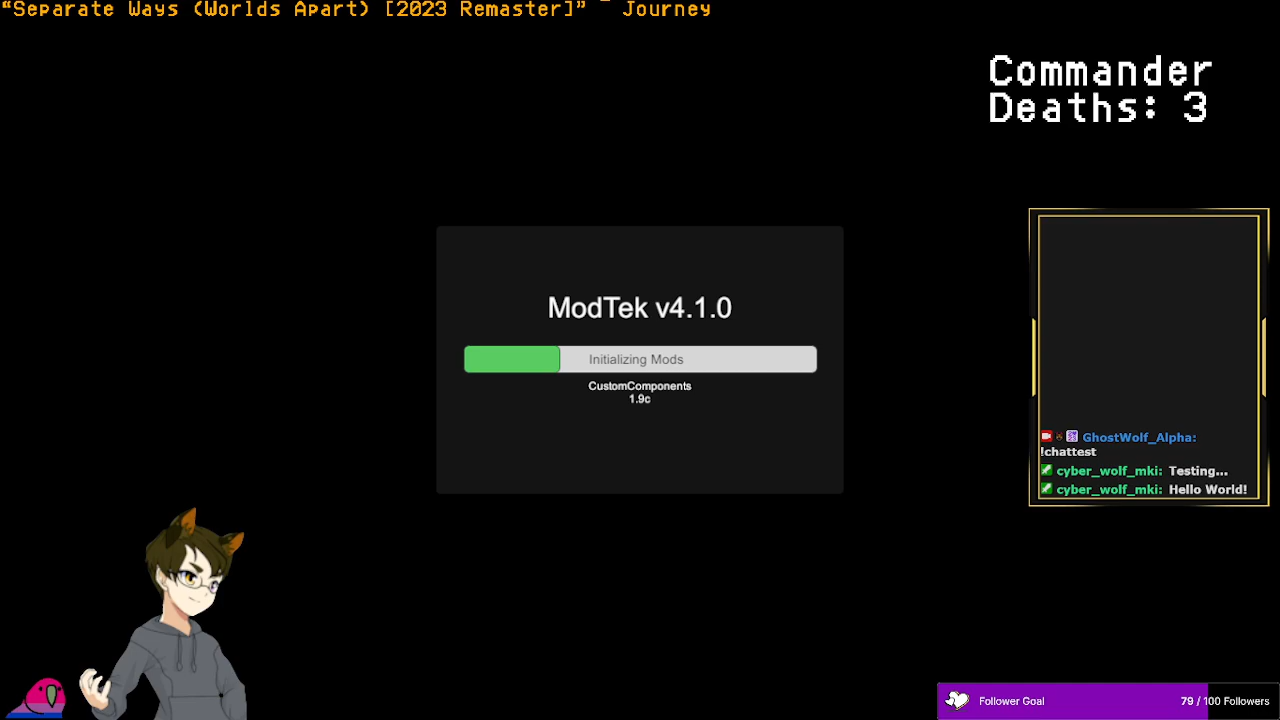 “Separate Ways (Worlds Apart) [2023 Remaster]” - Journey
Commander
Deaths: 3
ModTek v4.1.0
Initializing Mods
CustomComponents
1.9c
GhostWolf_Alpha:
!chattest
cyber_wolf_mki: Testing...
cyber_wolf_mki: Hello World!
Follower Goal 79 / 100 Followers